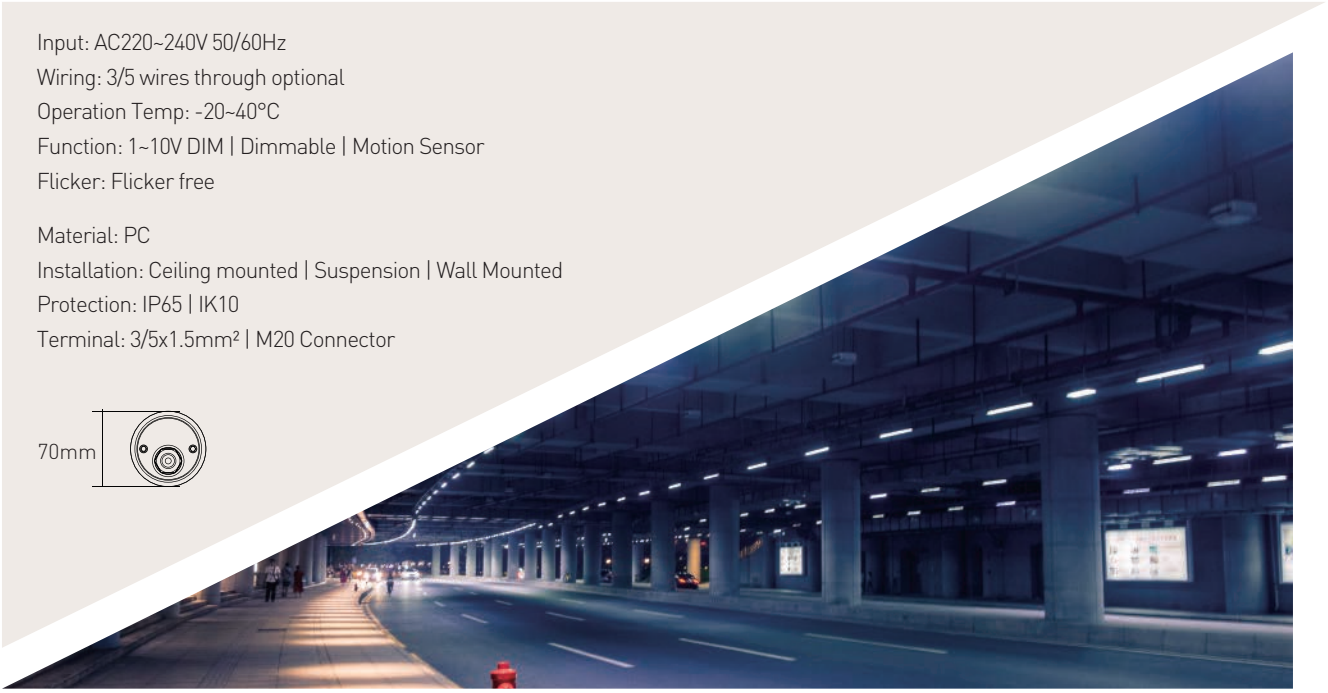 Input: AC220~240V 50/60Hz
Wiring: 3/5 wires through optional
Operation Temp: -20~40°C
Function: 1~10V DIM | Dimmable | Motion Sensor
Flicker: Flicker free
Material: PC
Installation: Ceiling mounted | Suspension | Wall Mounted
Protection: IP65 | IK10
Terminal: 3/5x1.5mm² | M20 Connector
70mm